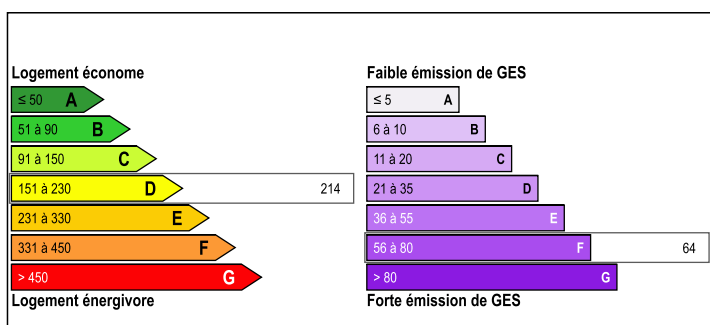 Logement économe
≤ 50 A
51 à 90 B
91 à 150 C
151 à 230 D 214
231 à 330 E
331 à 450 F
> 450 G
Logement énergivore
Faible émission de GES
≤ 5 A
6 à 10 B
11 à 20 C
21 à 35 D
36 à 55 E
56 à 80 F 64
> 80 G
Forte émission de GES